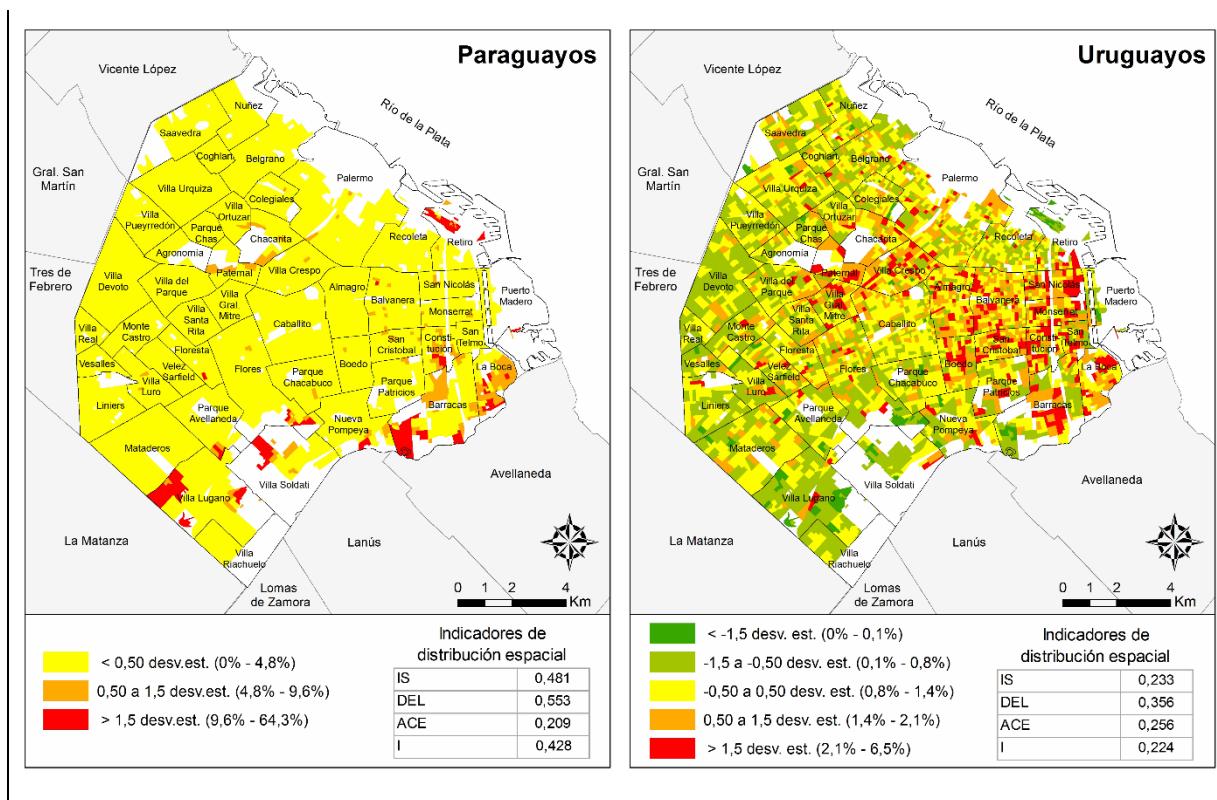 Paraguayos
Vicente López
Río de la Plata
Nuñez
Saavedra
Coghlart
Belgrano
Gral. San
Martín
Palermo
Villa Urquiza
Colegiales
Villa
Ortuzar
Villa
Pueyrredón
Parque
Chas
Chacarita
Recoleta
Retiro
Agronomía
Tres de
Febrero
Villa
Devoto
Villa del
Parque
Paternal
Villa Crespo
Almagro
San Nicolás
Puerto
Madero
Balvanera
Villa
Gral.
Mitre
Villa
Santa
Rita
Monserrat
Villa
Real
Monte
Castro
Caballito
San
Cristobal
Consti-
tución
San
Telmo
Floresta
Vesalles
Velez
Sarfield
Flores
Boedo
La Boca
Villa
Luro
Parque
Chacabuco
Parque
Patricios
Liniers
Parque
Avellaneda
Barracas
Nueva
Pompeya
Mataderos
Avellaneda
Villa Soldati
Villa Lugano
La Matanza
Lanús
Villa
Riachuelo
Lomas
de Zamora
0 1 2 4
Km
< 0,50 desv.est. (0% - 4,8%)
0,50 a 1,5 desv.est. (4,8% - 9,6%)
> 1,5 desv.est. (9,6% - 64,3%)
Indicadores de
distribución espacial
IS 0,481
DEL 0,553
ACE 0,209
I 0,428
Uruguayos
Vicente López
Río de la Plata
Nuñez
Saavedra
Coghlart
Belgrano
Gral. San
Martín
Palermo
Villa Urquiza
Colegiales
Villa
Ortuzar
Villa
Pueyrredón
Parque
Chas
Chacarita
Recoleta
Retiro
Agronomía
Tres de
Febrero
Villa
Devoto
Villa del
Parque
Paternal
Villa Crespo
Almagro
San Nicolás
Puerto
Madero
Balvanera
Villa
Gral.
Mitre
Villa
Santa
Rita
Monserrat
Villa
Real
Monte
Castro
Caballito
San
Cristobal
Consti-
tución
San
Telmo
Floresta
Vesalles
Velez
Sarfield
Flores
Boedo
La Boca
Villa
Luro
Parque
Chacabuco
Parque
Patricios
Liniers
Parque
Avellaneda
Barracas
Nueva
Pompeya
Mataderos
Avellaneda
Villa Soldati
Villa Lugano
La Matanza
Lanús
Villa
Riachuelo
Lomas
de Zamora
0 1 2 4
Km
< -1,5 desv. est. (0% - 0,1%)
-1,5 a -0,50 desv. est. (0,1% - 0,8%)
-0,50 a 0,50 desv. est. (0,8% - 1,4%)
0,50 a 1,5 desv. est. (1,4% - 2,1%)
> 1,5 desv. est. (2,1% - 6,5%)
Indicadores de
distribución espacial
IS 0,233
DEL 0,356
ACE 0,256
I 0,224